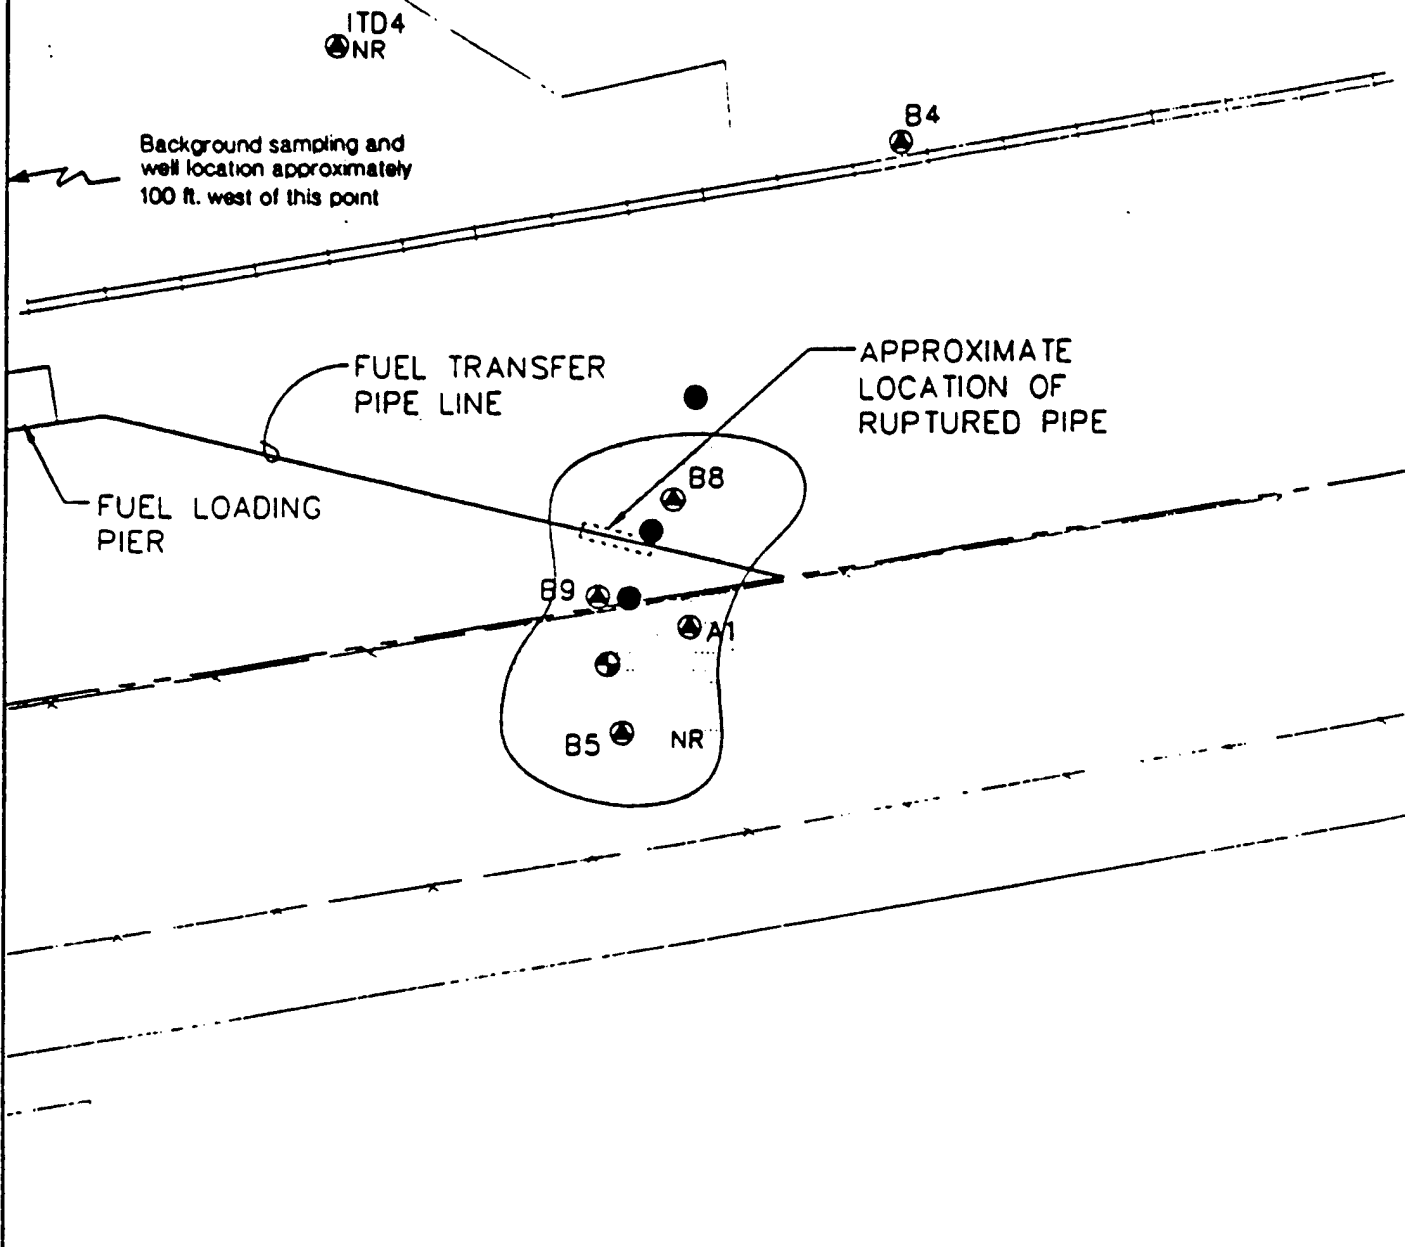 ITD4
NR
B4
Background sampling and
well location approximately
100 ft. west of this point
APPROXIMATE
LOCATION OF
RUPTURED PIPE
FUEL TRANSFER
PIPE LINE
B8
FUEL LOADING
PIER
B9
A1
B5
NR